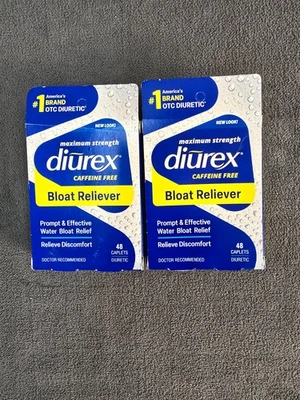 America's
#1 BRAND
OTC DIURETIC
NEW LOOK!
maximum strength
diurex®
CAFFEINE FREE
Bloat Reliever
Prompt & Effective
Water Bloat Relief
Relieve Discomfort
48
CAPLETS
DOCTOR RECOMMENDED
DIURETIC
America's
#1 BRAND
OTC DIURETIC
NEW LOOK!
maximum strength
diurex®
CAFFEINE FREE
Bloat Reliever
Prompt & Effective
Water Bloat Relief
Relieve Discomfort
48
CAPLETS
DOCTOR RECOMMENDED
DIURETIC